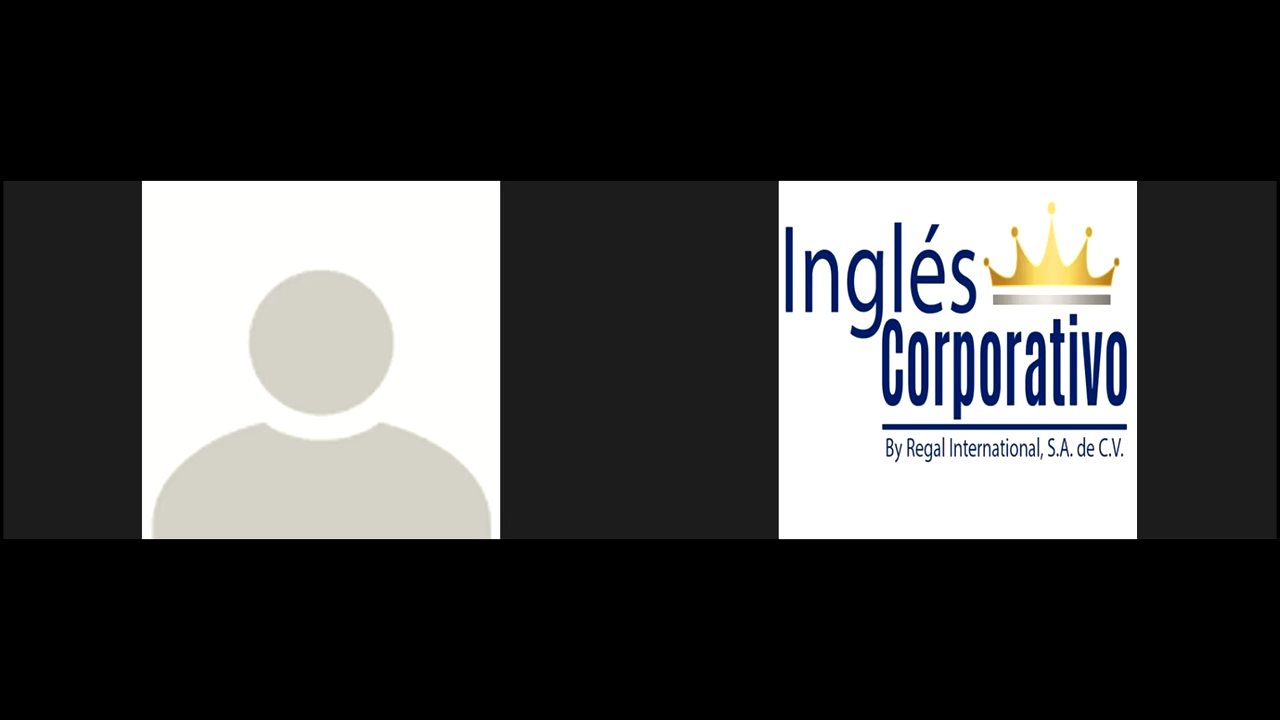 Inglés
Corporativo
By Regal International, S.A. de C.V.